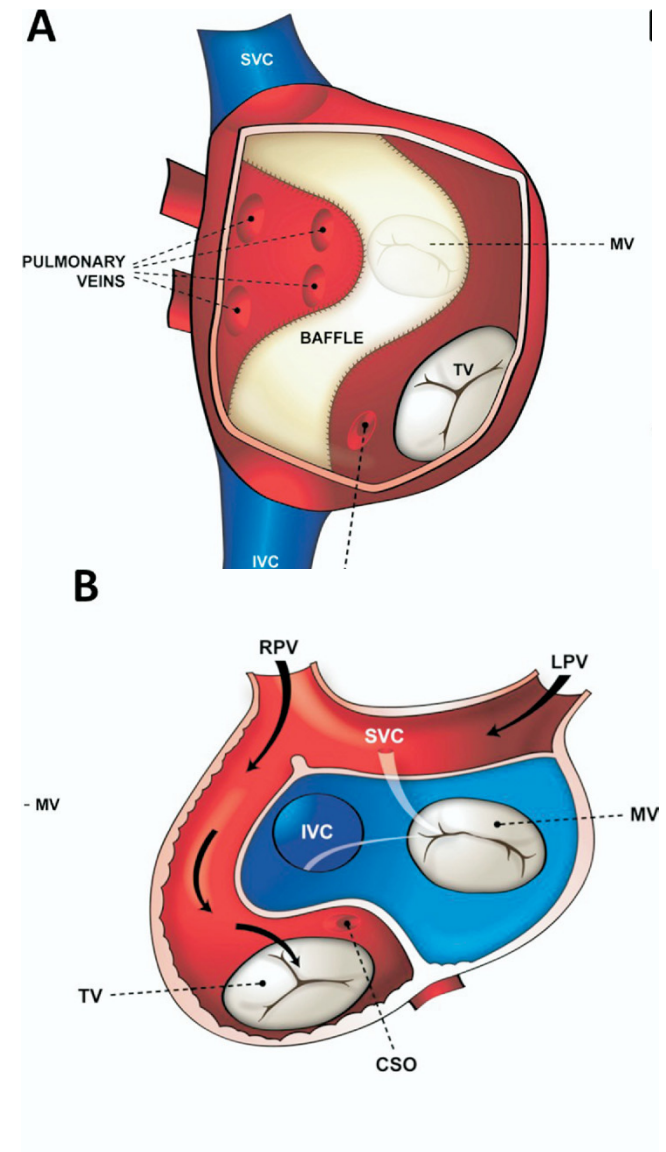 A
SVC
MV
PULMONARY
VEINS
BAFFLE
TV
IVC
B
RPV
LPV
SVC
- MV
IVC
MV
TV
CSO